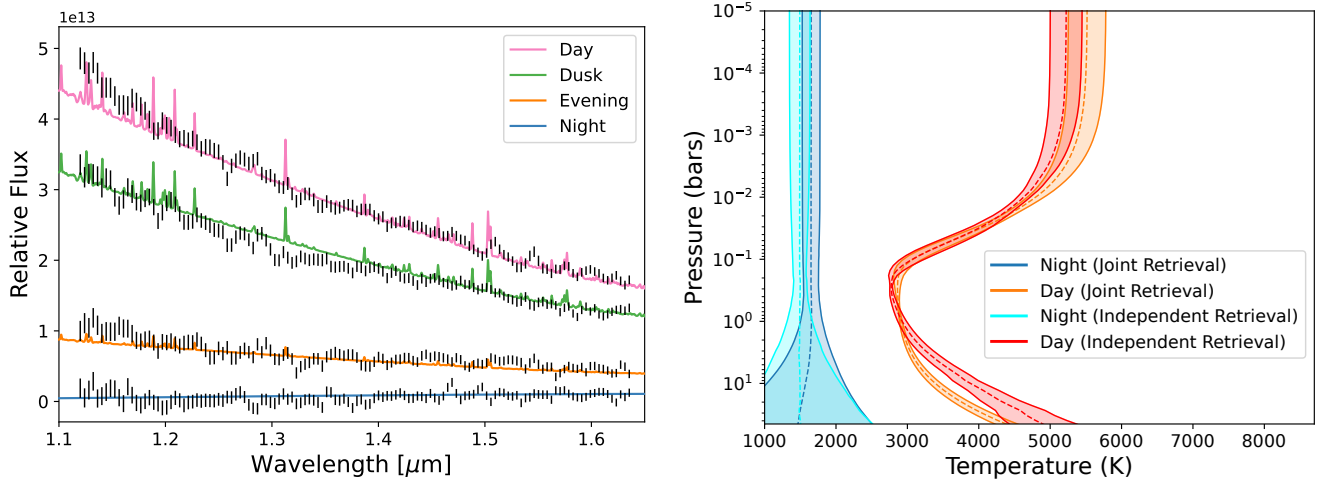 1e13
5
4
3
2
1
0
Relative Flux
1.1
1.2
1.3
1.4
1.5
1.6
Wavelength [μm]
Day
Dusk
Evening
Night
10⁻⁵
10⁻⁴
10⁻³
10⁻²
10⁻¹
10⁰
10¹
Pressure (bars)
1000
2000
3000
4000
5000
6000
7000
8000
Temperature (K)
Night (Joint Retrieval)
Day (Joint Retrieval)
Night (Independent Retrieval)
Day (Independent Retrieval)